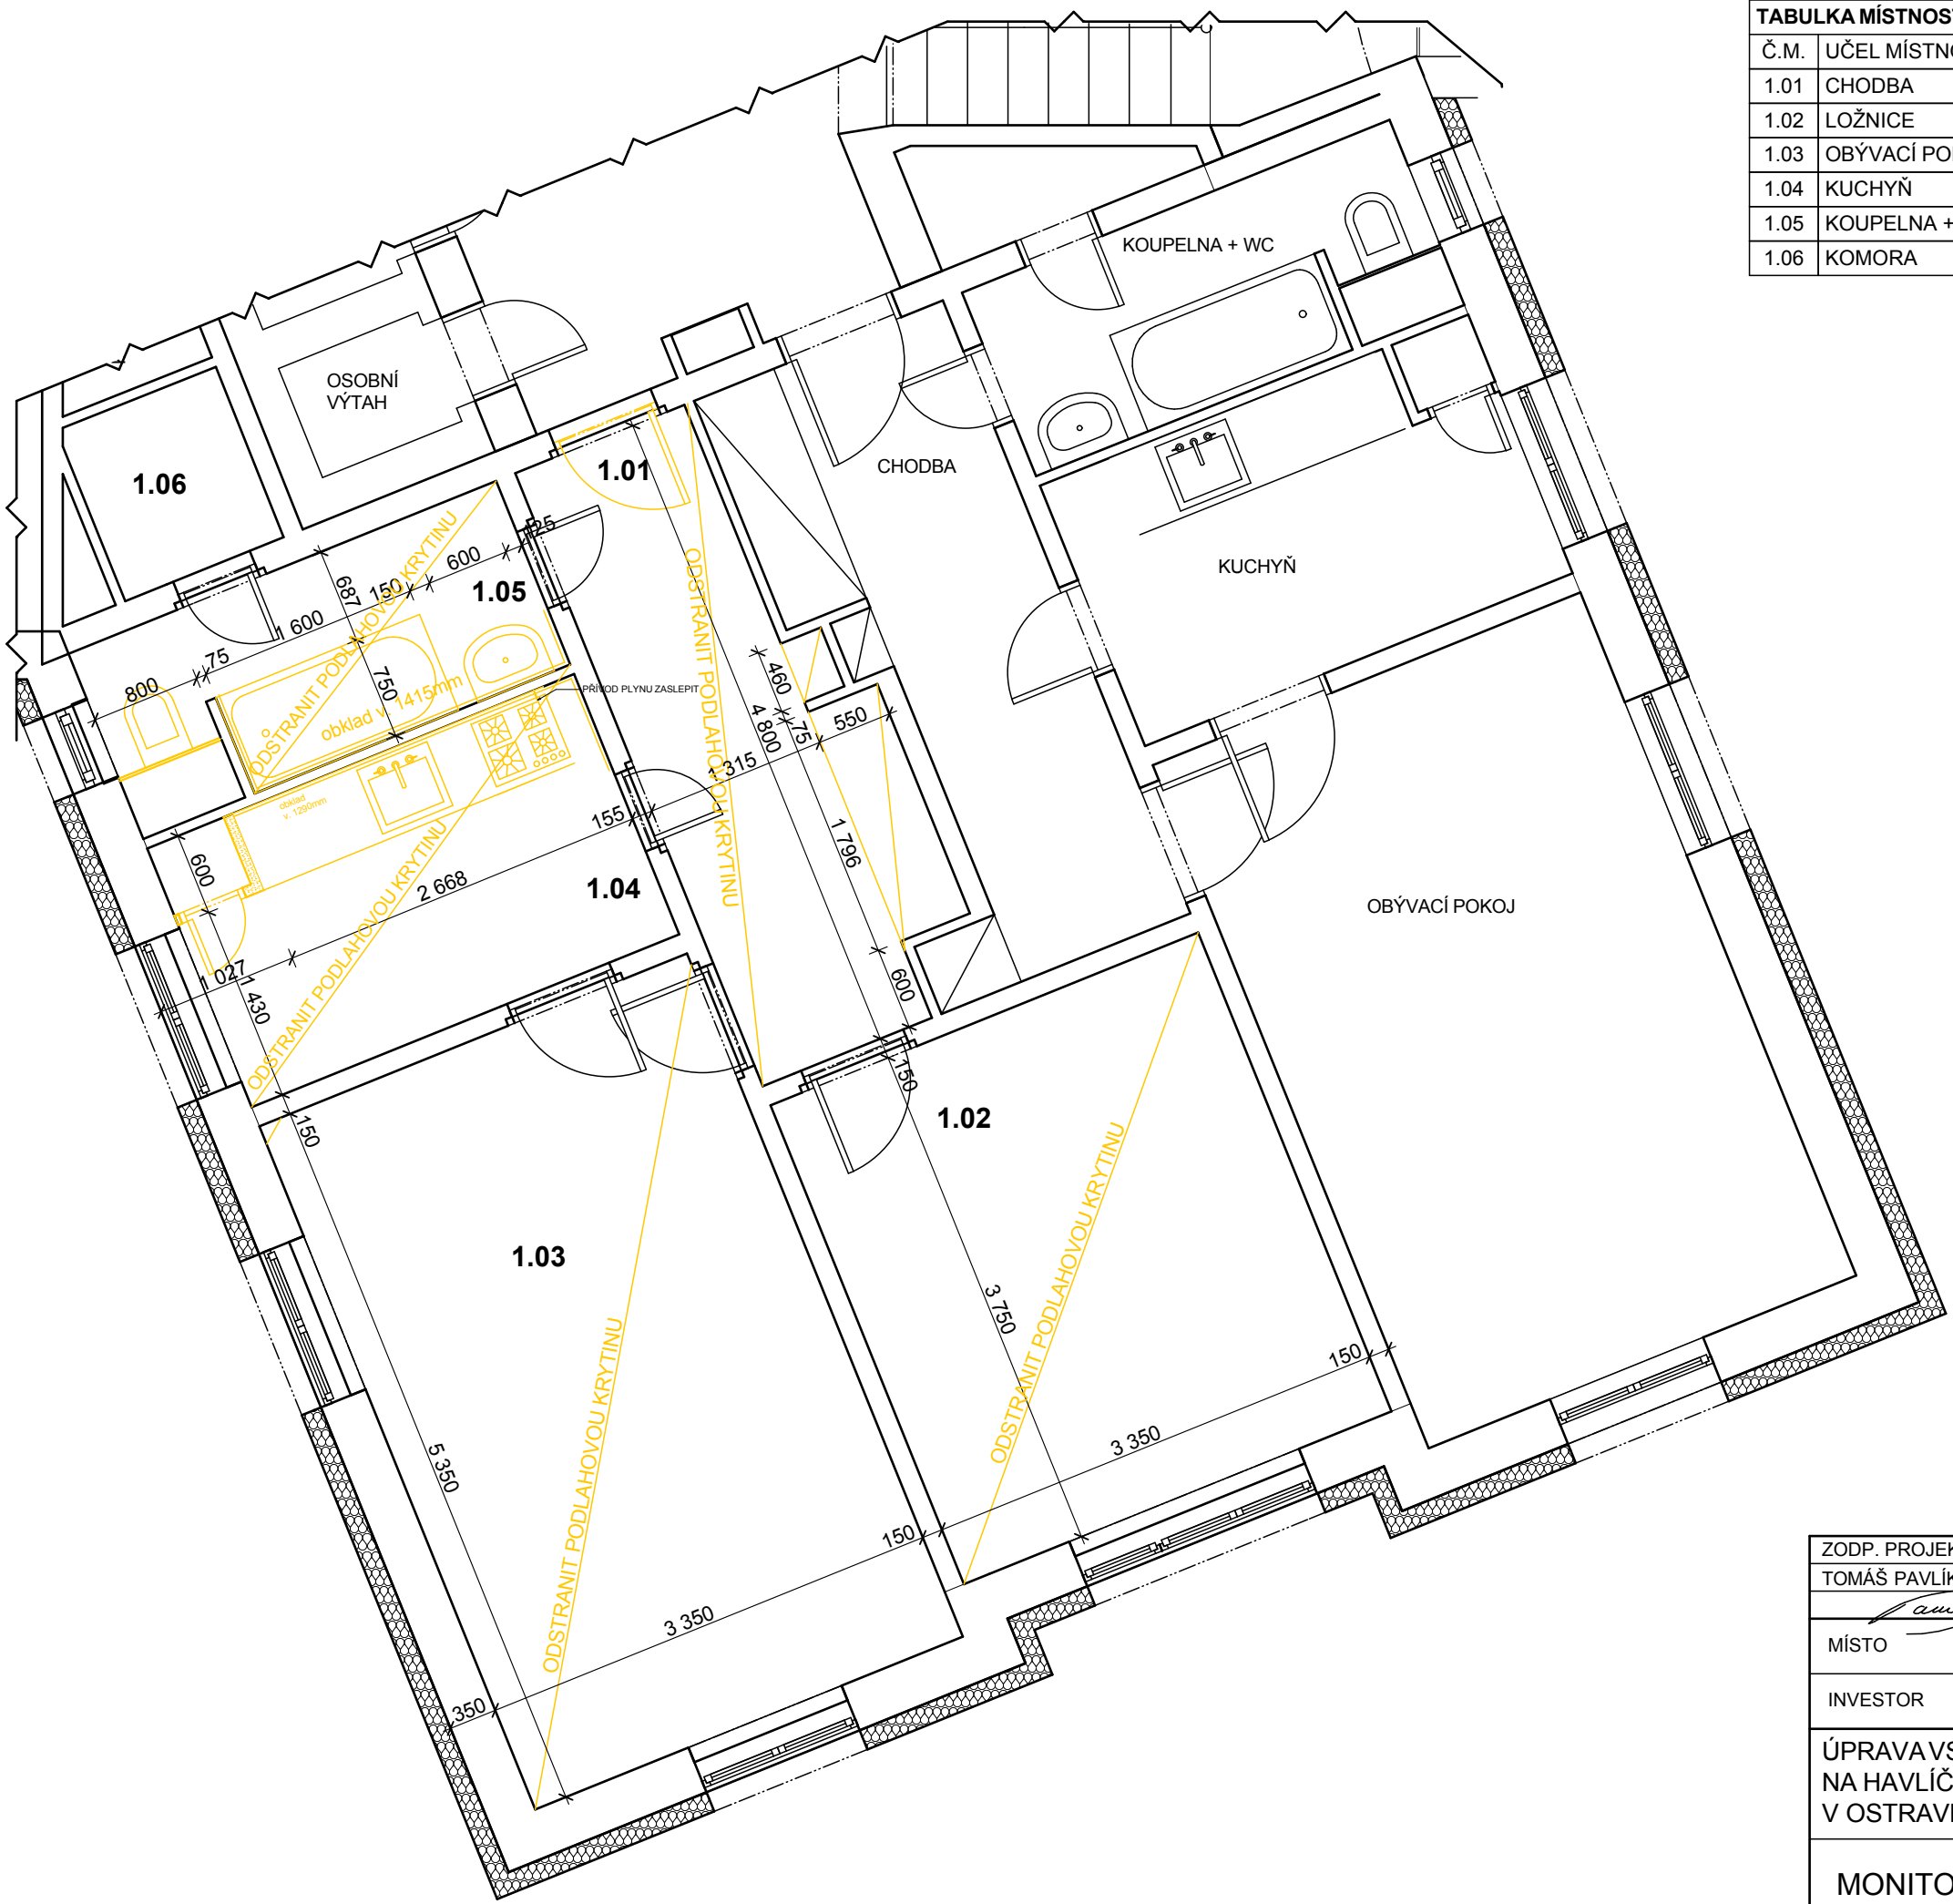 TABULKA MÍSTNOS
Č.M. UČEL MÍSTN
1.01 CHODBA
1.02 LOŽNICE
1.03 OBÝVACÍ PO
1.04 KUCHYŇ
1.05 KOUPELNA +
1.06 KOMORA
KOUPELNA + WC
OSOBNÍ
VÝTAH
CHODBA
1.01
1.06
KUCHYŇ
1.05
125
600
150
687
1 600
75
800
750
ODSTRANIT PODLAHOVOU KRYTINU
obklad v. 1415mm
PŘÍVOD PLYNU ZASLEPIT
ODSTRANIT PODLAHOVOU KRYTINU
460
4 800
75
550
1 315
155
1 796
obklad
v. 1290mm
600
2 668
1.04
ODSTRANIT PODLAHOVOU KRYTINU
1 027
1 430
OBÝVACÍ POKOJ
600
150
150
1.02
1.03
ODSTRANIT PODLAHOVOU KRYTINU
3 750
150
3 350
ODSTRANIT PODLAHOVOU KRYTINU
5 350
150
3 350
350
ZODP. PROJEK
TOMÁŠ PAVLÍK
MÍSTO
INVESTOR
ÚPRAVA VS
NA HAVLÍČ
V OSTRAV
MONITO